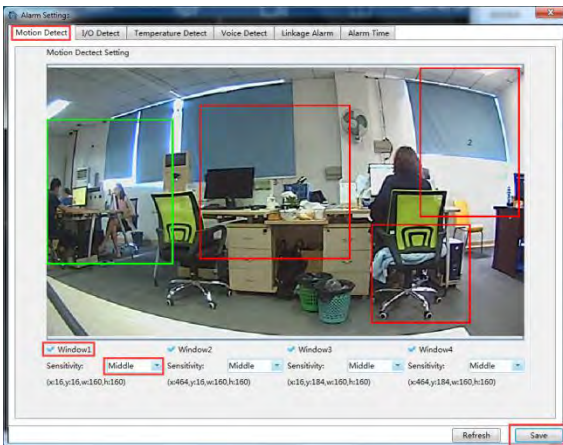 Alarm Settings
Motion Detect I/O Detect Temperature Detect Voice Detect Linkage Alarm Alarm Time
Motion Dectect Setting
2
Window1 Window2 Window3 Window4
Sensitivity: Middle Sensitivity: Middle Sensitivity: Middle Sensitivity: Middle
(x:16,y:16,w:160,h:160) (x:464,y:16,w:160,h:160) (x:16,y:184,w:160,h:160) (x:464,y:184,w:160,h:160)
Refresh Save